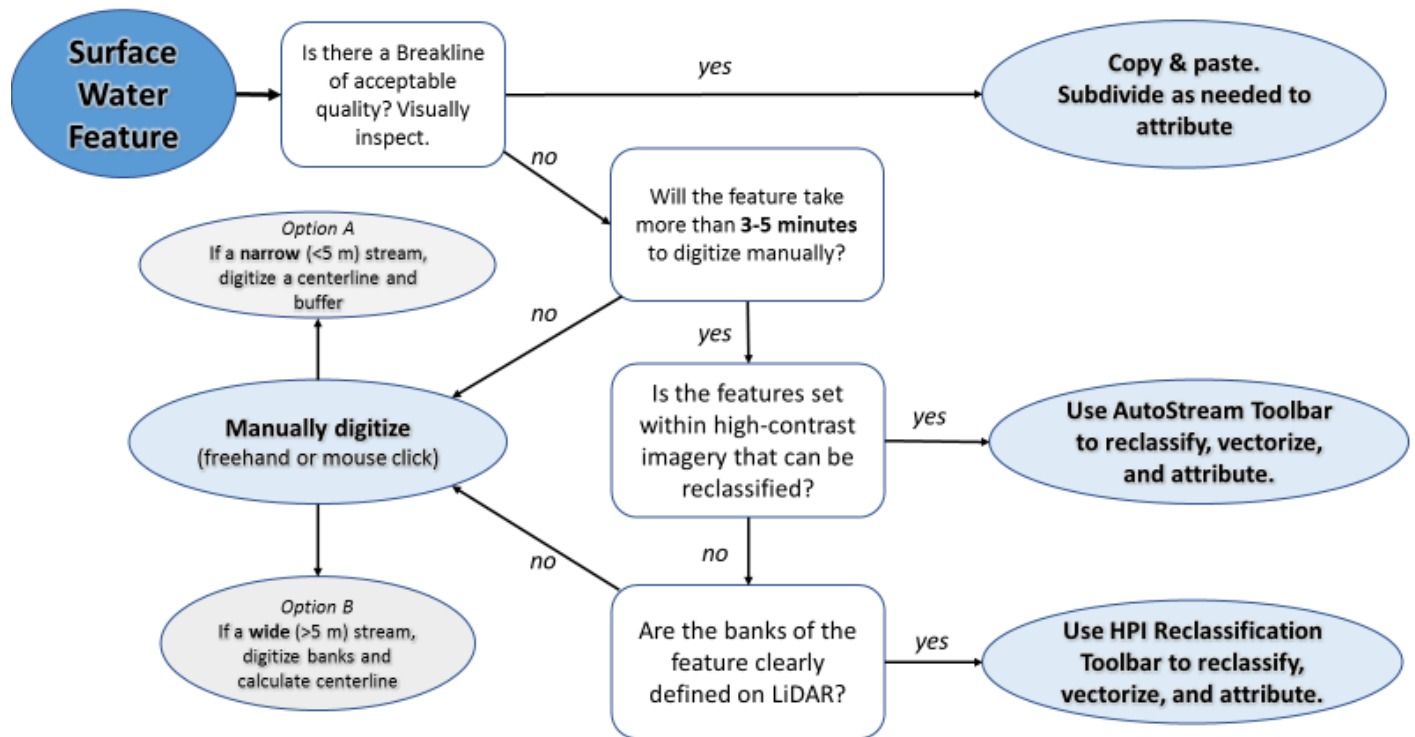 Surface
Water
Feature
Is there a Breakline
of acceptable
quality? Visually
inspect.
yes
Copy & paste.
Subdivide as needed to
attribute
no
Will the feature take
more than 3-5 minutes
to digitize manually?
Option A
If a narrow (<5 m) stream,
digitize a centerline and
buffer
no
yes
Manually digitize
(freehand or mouse click)
Is the features set
within high-contrast
imagery that can be
reclassified?
yes
Use AutoStream Toolbar
to reclassify, vectorize,
and attribute.
no
no
Option B
If a wide (>5 m) stream,
digitize banks and
calculate centerline
Are the banks of the
feature clearly
defined on LiDAR?
yes
Use HPI Reclassification
Toolbar to reclassify,
vectorize, and attribute.